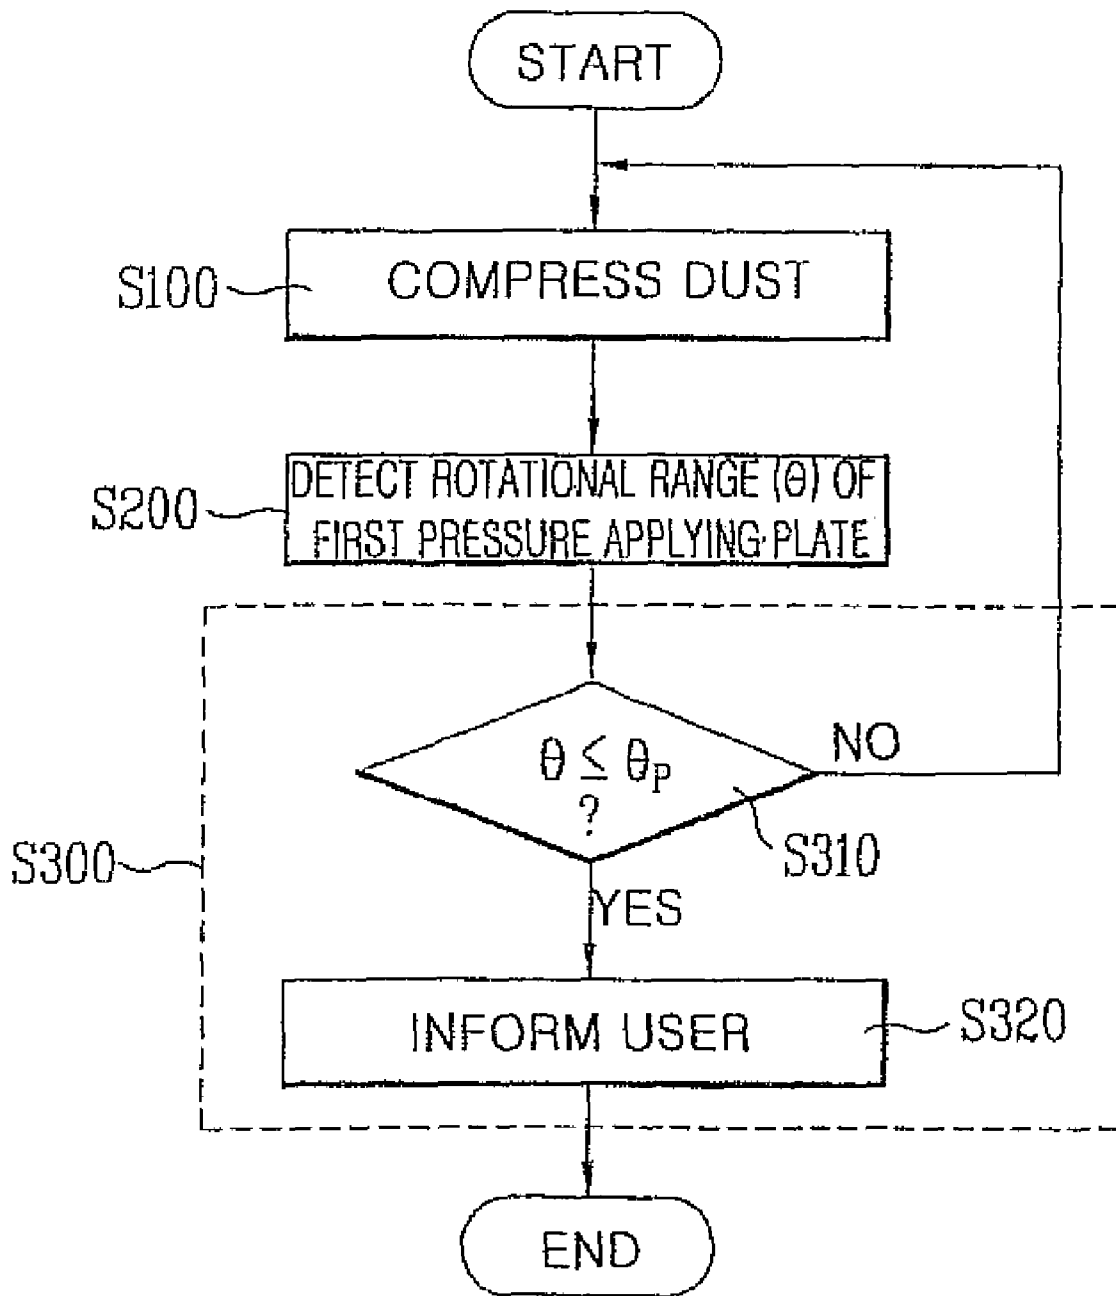 START
S100
COMPRESS DUST
S200
DETECT ROTATIONAL RANGE (θ) OF
FIRST PRESSURE APPLYING PLATE
S300
θ ≤ θP
?
NO
S310
YES
INFORM USER
S320
END